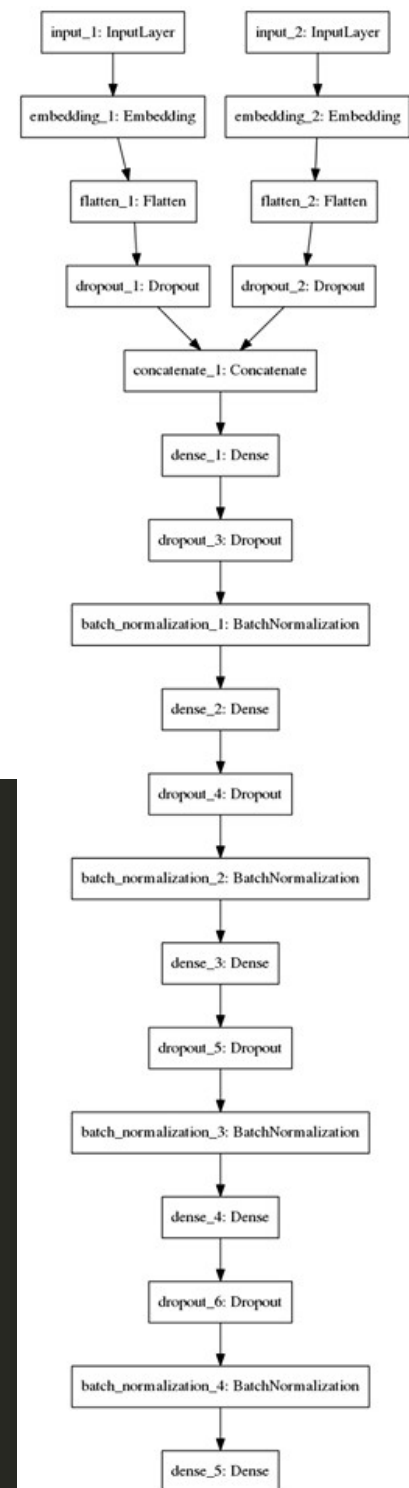 input_1: InputLayer
input_2: InputLayer
embedding_1: Embedding
embedding_2: Embedding
flatten_1: Flatten
flatten_2: Flatten
dropout_1: Dropout
dropout_2: Dropout
concatenate_1: Concatenate
dense_1: Dense
dropout_3: Dropout
batch_normalization_1: BatchNormalization
dense_2: Dense
dropout_4: Dropout
batch_normalization_2: BatchNormalization
dense_3: Dense
dropout_5: Dropout
batch_normalization_3: BatchNormalization
dense_4: Dense
dropout_6: Dropout
batch_normalization_4: BatchNormalization
dense_5: Dense